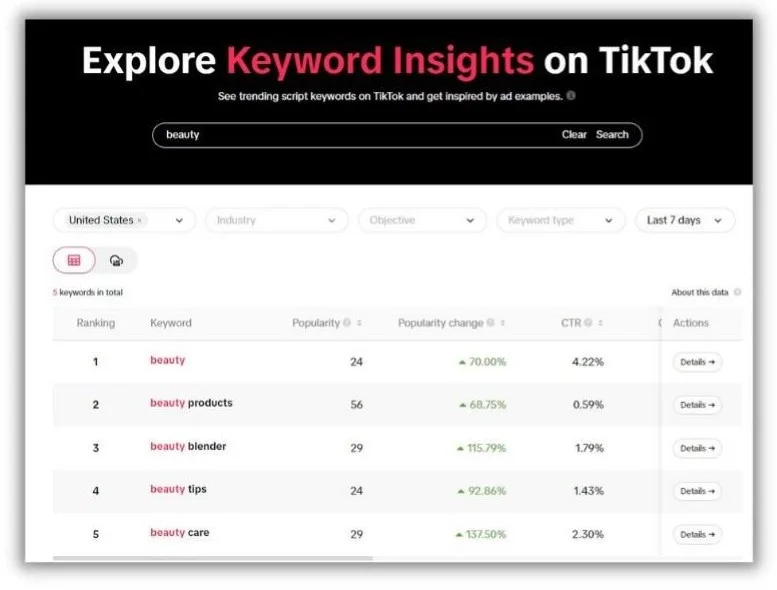 Explore Keyword Insights on TikTok
See trending script keywords on TikTok and get inspired by ad examples.
beauty Clear Search
United States × Industry Objective Keyword type Last 7 days
5 keywords in total About this data
Ranking Keyword Popularity Popularity change CTR Actions
1 beauty 24 70.00% 4.22% Details →
2 beauty products 56 68.75% 0.59% Details →
3 beauty blender 29 115.79% 1.79% Details →
4 beauty tips 24 92.86% 1.43% Details →
5 beauty care 29 137.50% 2.30% Details →